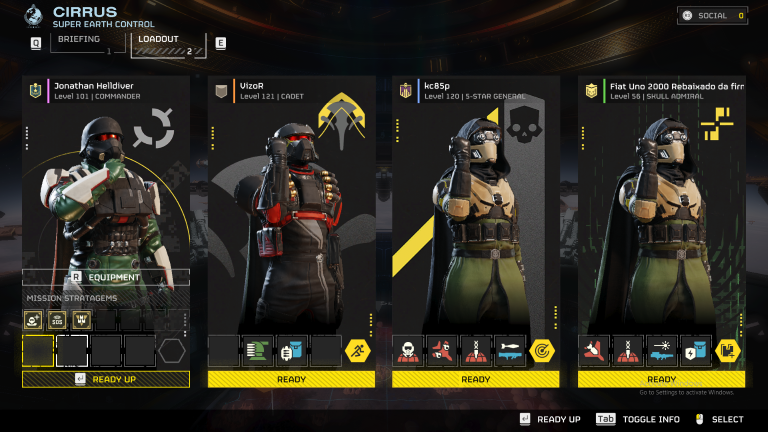 CIRRUS
SUPER EARTH CONTROL
SOCIAL 0
Q BRIEFING 1 LOADOUT 2 E
Jonathan Helldiver
Level 101 | COMMANDER
VizoR
Level 121 | CADET
kc85p
Level 120 | 5-STAR GENERAL
Fiat Uno 2000 Rebaixado da fir
Level 56 | SKULL ADMIRAL
R EQUIPMENT
MISSION STRATAGEMS
SOS
READY UP
READY
READY
READY
Go to Settings to activate Windows.
READY UP Tab TOGGLE INFO SELECT